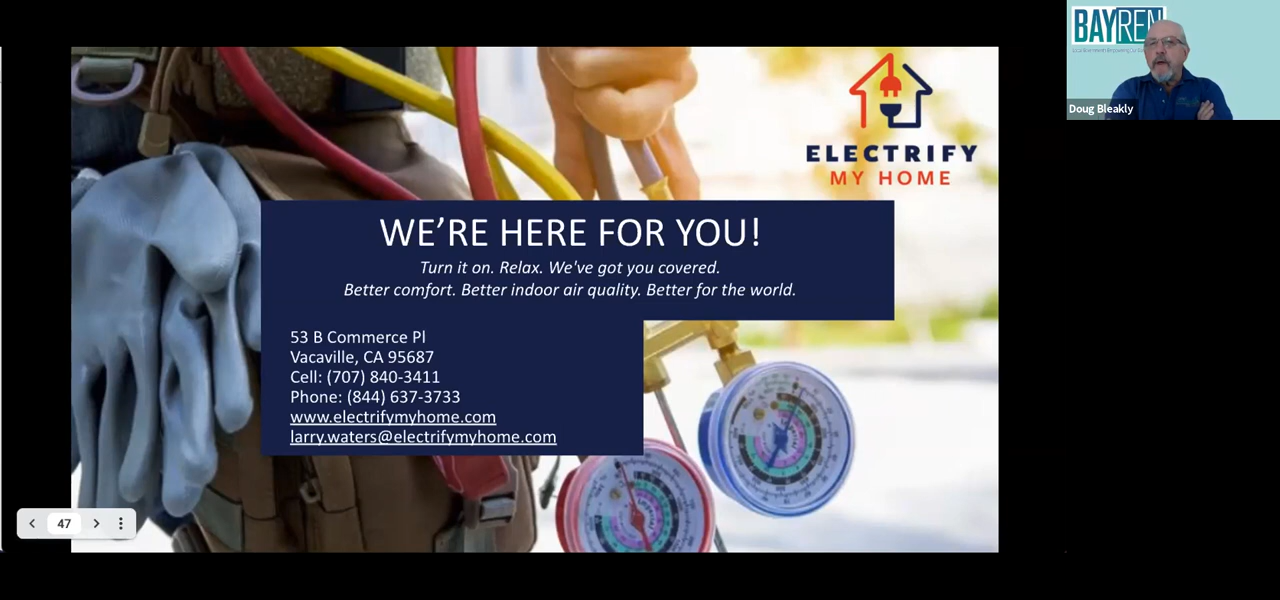 ELECTRIFY
MY HOME
WE’RE HERE FOR YOU!
Turn it on. Relax. We've got you covered.
Better comfort. Better indoor air quality. Better for the world.
53 B Commerce Pl
Vacaville, CA 95687
Cell: (707) 840-3411
Phone: (844) 637-3733
www.electrifymyhome.com
larry.waters@electrifymyhome.com
47
BAYREN
Doug Bleakly